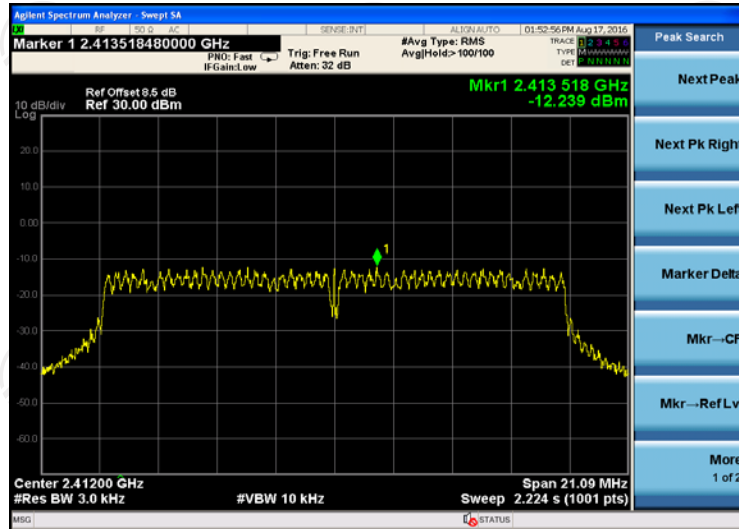 Agilent Spectrum Analyzer - Swept SA
RF 50 Ω AC SENSE:INT ALIGN AUTO 01:52:56 PM Aug 17, 2016
Marker 1 2.413518480000 GHz
PNO: Fast
IFGain:Low
Trig: Free Run
Atten: 32 dB
#Avg Type: RMS
Avg|Hold:>100/100
TRACE 1 2 3 4 5 6
TYPE M
DET P N N N N N
Mkr1 2.413 518 GHz
-12.239 dBm
Ref Offset 8.5 dB
10 dB/div Ref 30.00 dBm
Log
20.0
10.0
0.00
-10.0
-20.0
-30.0
-40.0
-50.0
-60.0
1
Center 2.41200 GHz Span 21.09 MHz
#Res BW 3.0 kHz #VBW 10 kHz Sweep 2.224 s (1001 pts)
MSG STATUS
Peak Search
Next Peak
Next Pk Right
Next Pk Left
Marker Delta
Mkr→CF
Mkr→Ref Lv
More
1 of 2